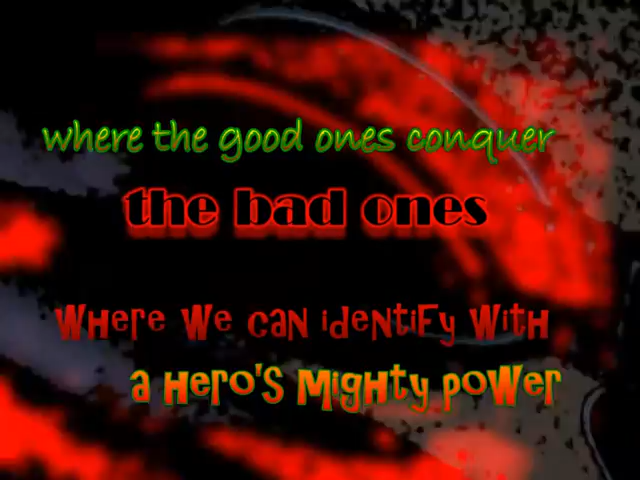 where the good ones conquer
the bad ones
where we can identify with
a hero's mighty power